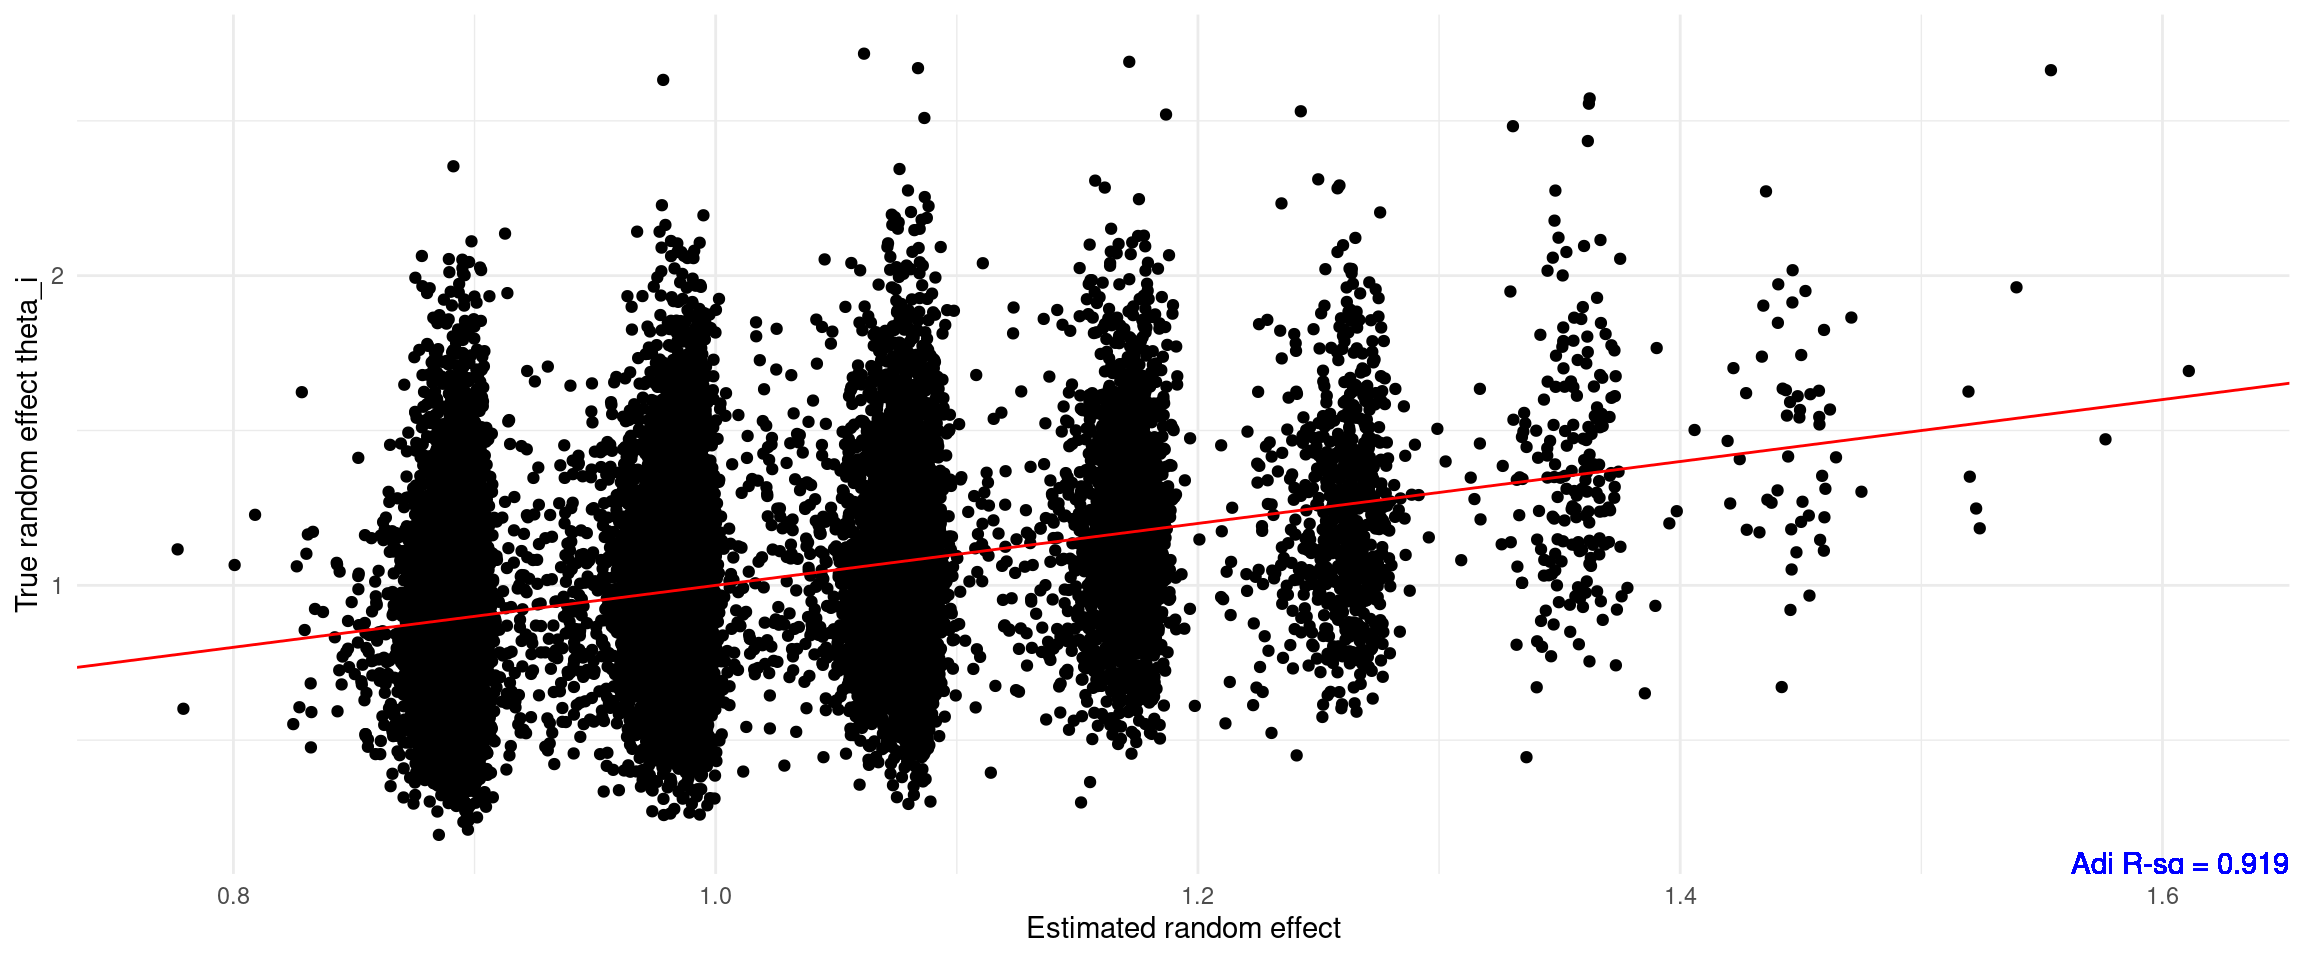 True random effect theta_i
2
1
Adj R-sq = 0.919
0.8
1.0
1.2
1.4
1.6
Estimated random effect